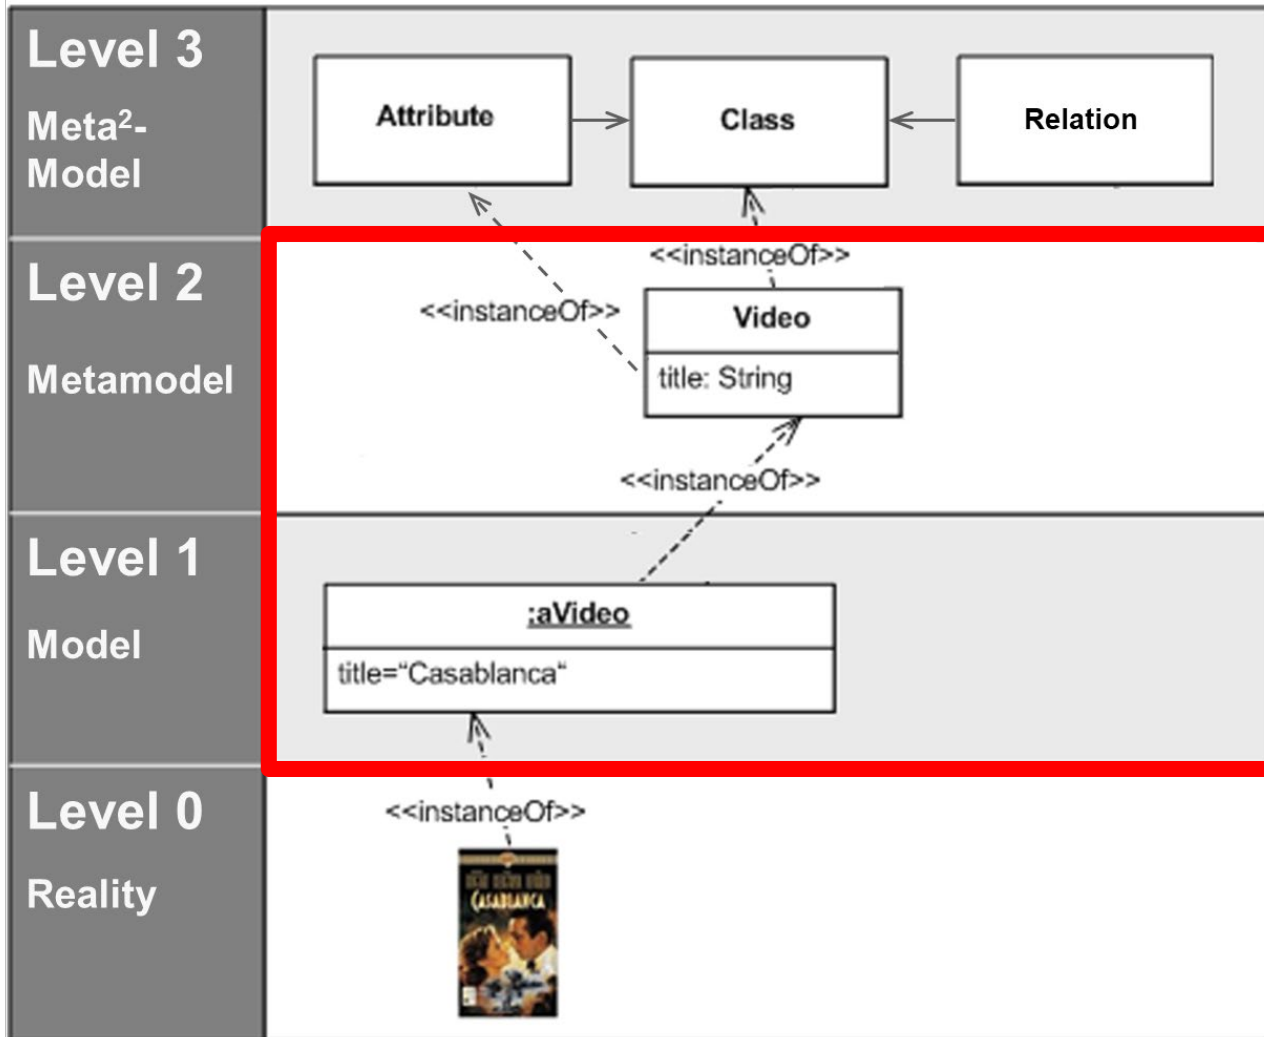 Level 3
Meta²-
Model
Attribute
Class
Relation
<<instanceOf>>
Level 2
Metamodel
<<instanceOf>>
Video
title: String
<<instanceOf>>
Level 1
Model
:aVideo
title=“Casablanca“
Level 0
Reality
<<instanceOf>>
CASABLANCA